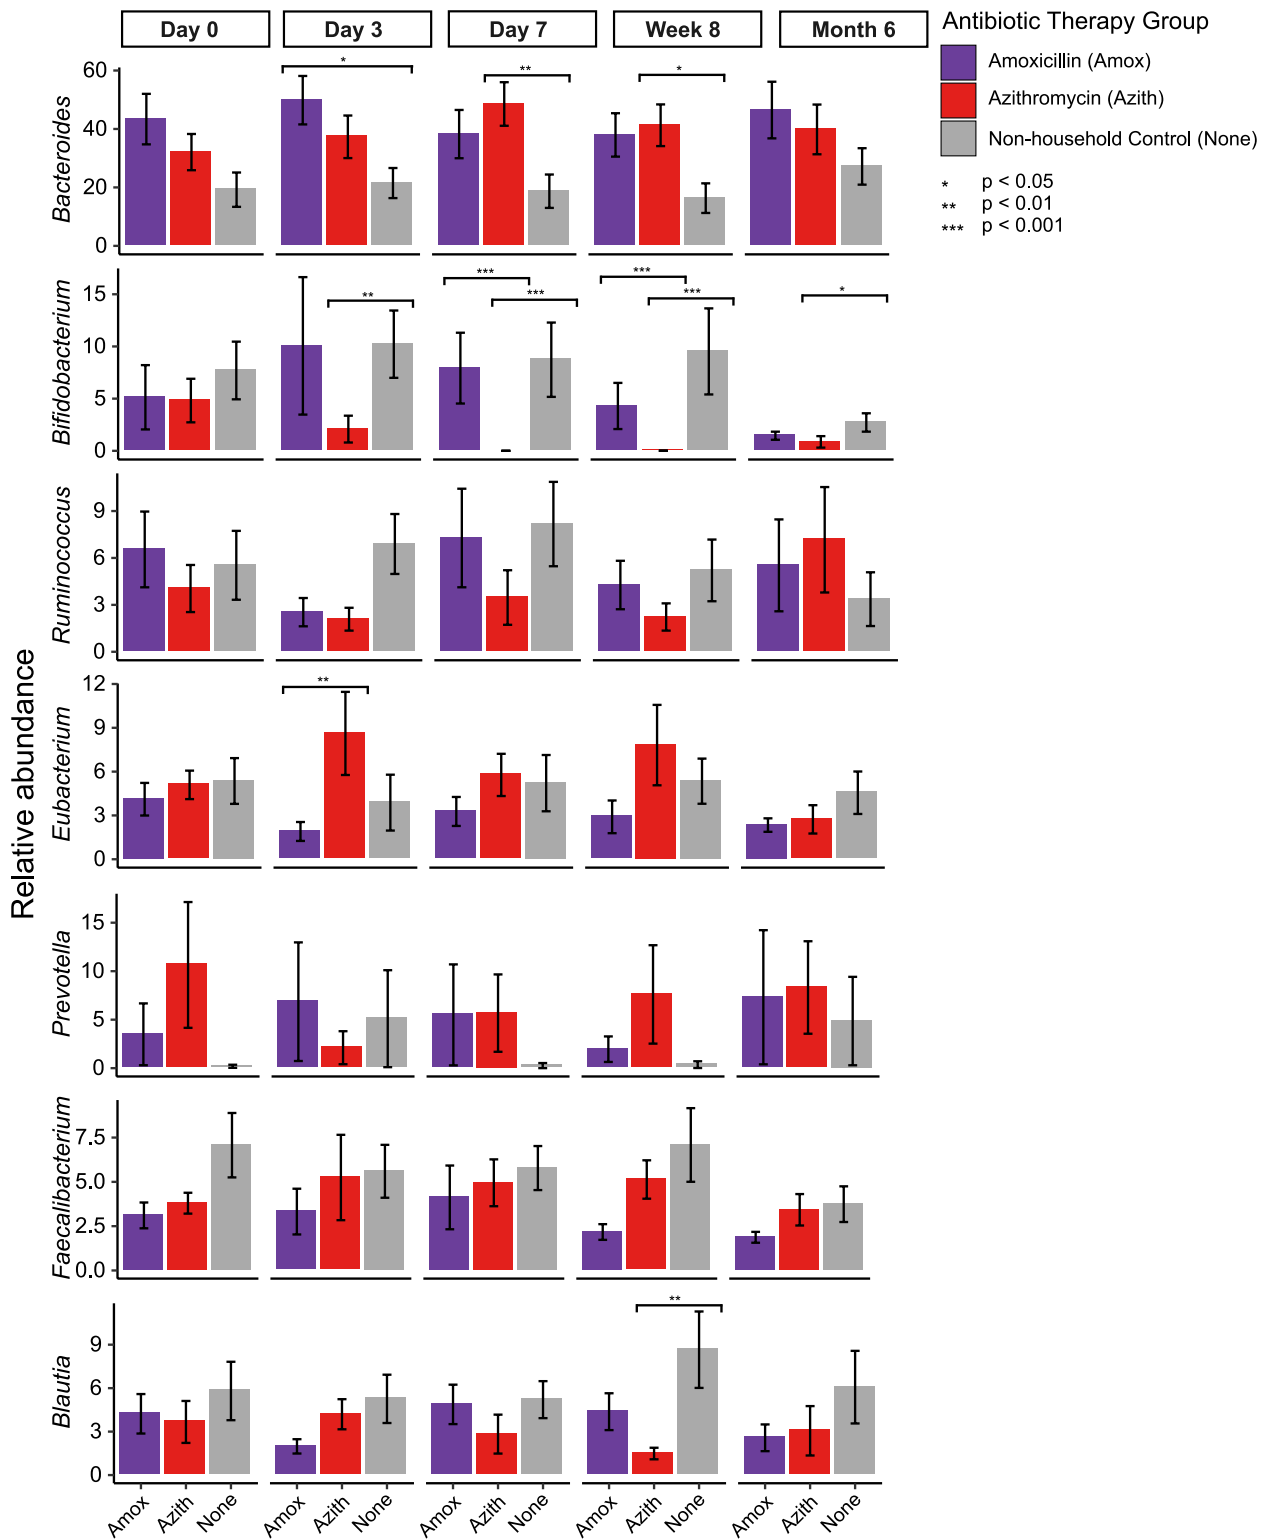 Day 0 Day 3 Day 7 Week 8 Month 6
Antibiotic Therapy Group
Amoxicillin (Amox)
Azithromycin (Azith)
Non-household Control (None)
* p < 0.05
** p < 0.01
*** p < 0.001
Relative abundance
Bacteroides
60
40
20
0
* ** *
Bifidobacterium
15
10
5
0
** *** *** *** *** *
Ruminococcus
9
6
3
0
Eubacterium
12
9
6
3
0
**
Prevotella
15
10
5
0
Faecalibacterium
7.5
5.0
2.5
0.0
Blautia
9
6
3
0
**
Amox Azith None Amox Azith None Amox Azith None Amox Azith None Amox Azith None